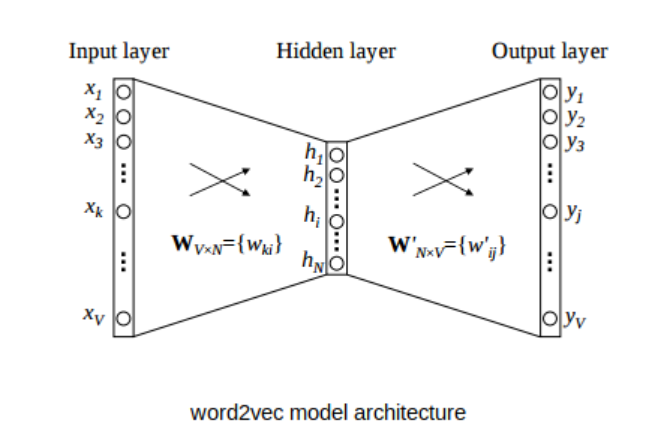 Input layer Hidden layer Output layer
x1 y1
x2 y2
x3 y3
h1
h2
xk hi yj
W V×N={wki} W'N×V={w'ij}
hN
xV yV
word2vec model architecture